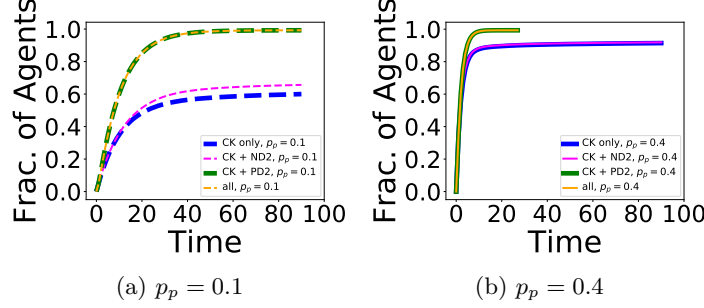 Frac. of Agents
1.0
0.8
0.6
0.4
0.2
0.0
CK only, p_p = 0.1
CK + ND2, p_p = 0.1
CK + PD2, p_p = 0.1
all, p_p = 0.1
0 20 40 60 80 100
Time
(a) p_p = 0.1
Frac. of Agents
1.0
0.8
0.6
0.4
0.2
0.0
CK only, p_p = 0.4
CK + ND2, p_p = 0.4
CK + PD2, p_p = 0.4
all, p_p = 0.4
0 20 40 60 80 100
Time
(b) p_p = 0.4